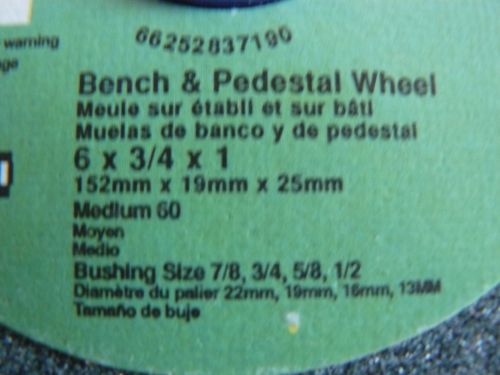 warning
66252837190
Bench & Pedestal Wheel
Meule sur établi et sur bâti
Muelas de banco y de pedestal
6 x 3/4 x 1
152mm x 19mm x 25mm
Medium 60
Moyen
Medio
Bushing Size 7/8, 3/4, 5/8, 1/2
Diamètre du palier 22mm, 19mm, 16mm, 13MM
Tamaño de buje